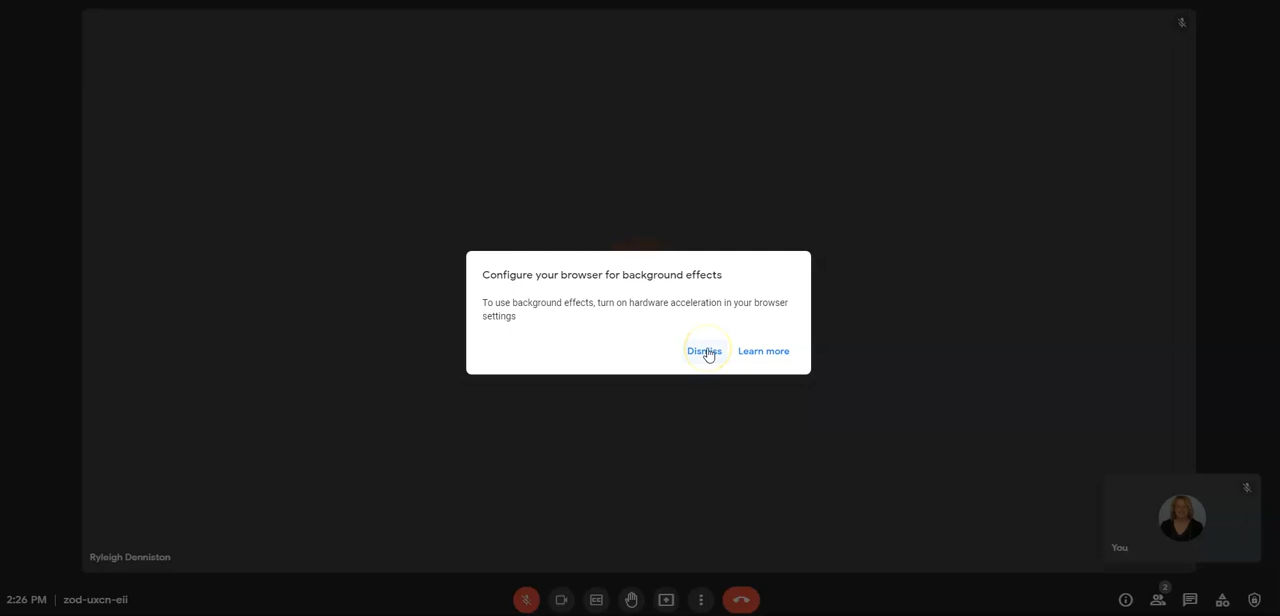 Configure your browser for background effects
To use background effects, turn on hardware acceleration in your browser
settings
Dismiss Learn more
You
Ryleigh Denniston
2:26 PM | zod-uxcn-eii
2